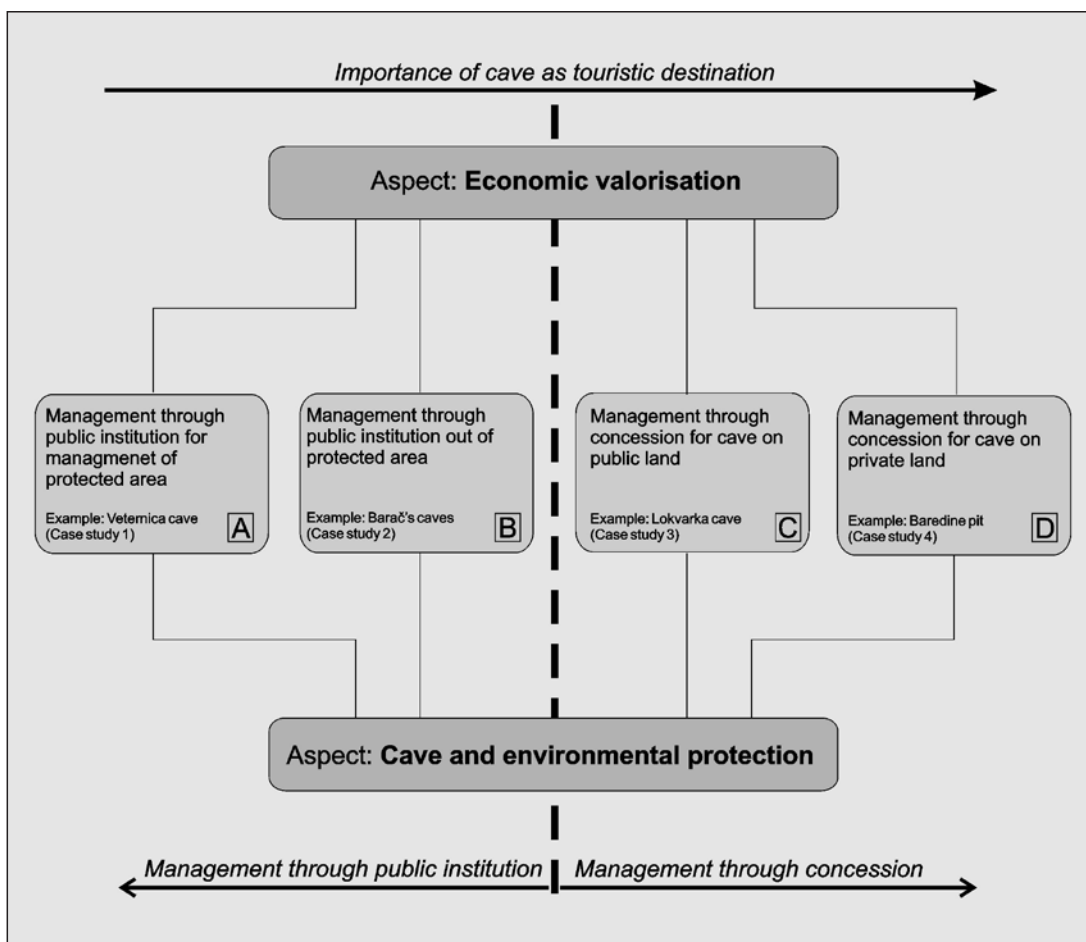 Importance of cave as touristic destination
Aspect: Economic valorisation
Management through
public institution for
managmenet of
protected area
Example: Veternica cave
(Case study 1)
A
Management through
public institution out of
protected area
Example: Barač's caves
(Case study 2)
B
Management through
concession for cave on
public land
Example: Lokvarka cave
(Case study 3)
C
Management through
concession for cave on
private land
Example: Baredine pit
(Case study 4)
D
Aspect: Cave and environmental protection
Management through public institution
Management through concession